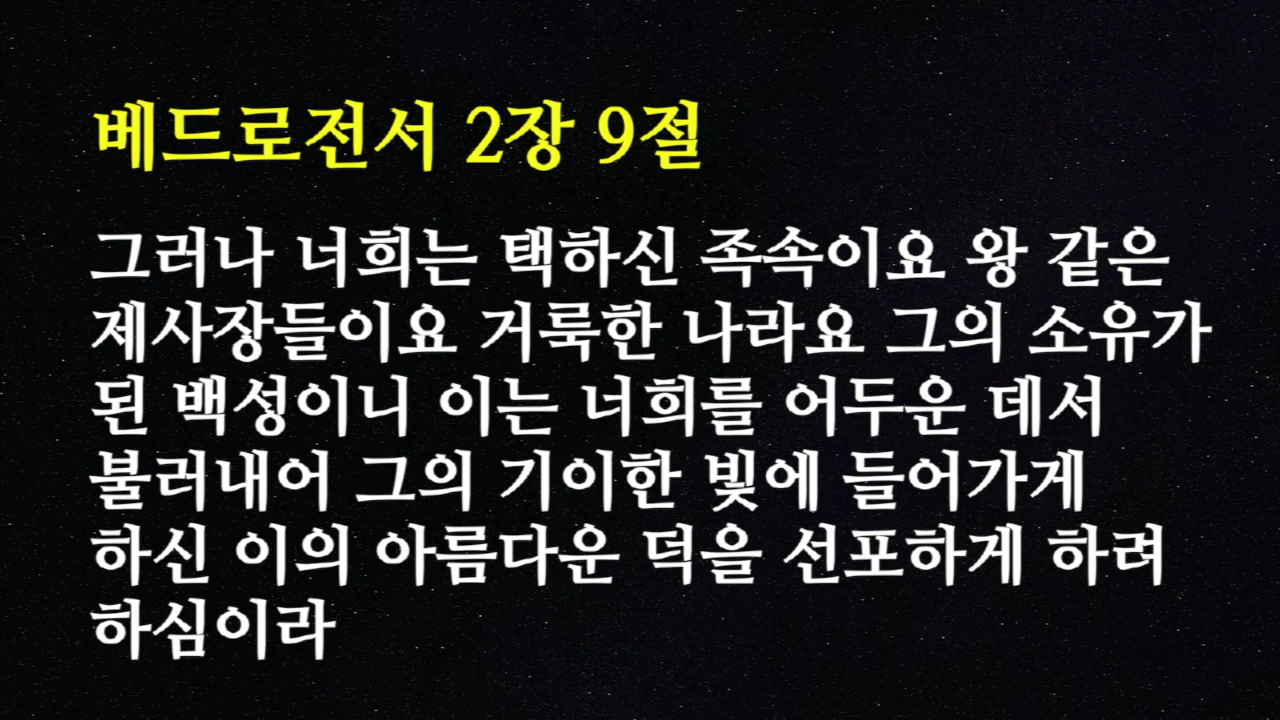 베드로전서 2장 9절
그러나 너희는 택하신 족속이요 왕 같은
제사장들이요 거룩한 나라요 그의 소유가
된 백성이니 이는 너희를 어두운 데서
불러내어 그의 기이한 빛에 들어가게
하신 이의 아름다운 덕을 선포하게 하려
하심이라